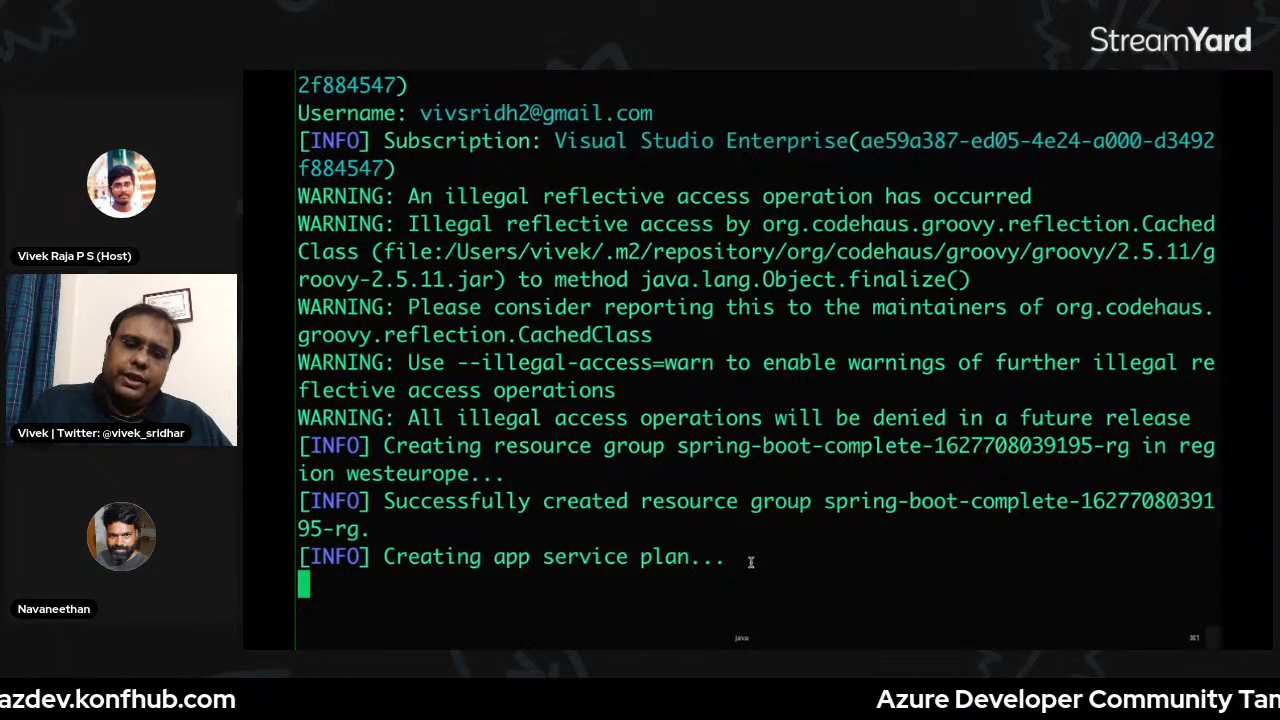 StreamYard
2f884547)
Username: vivsridh2@gmail.com
[INFO] Subscription: Visual Studio Enterprise(ae59a387-ed05-4e24-a000-d3492
f884547)
WARNING: An illegal reflective access operation has occurred
WARNING: Illegal reflective access by org.codehaus.groovy.reflection.Cached
Class (file:/Users/vivek/.m2/repository/org/codehaus/groovy/groovy/2.5.11/g
roovy-2.5.11.jar) to method java.lang.Object.finalize()
WARNING: Please consider reporting this to the maintainers of org.codehaus.
groovy.reflection.CachedClass
WARNING: Use --illegal-access=warn to enable warnings of further illegal re
flective access operations
WARNING: All illegal access operations will be denied in a future release
[INFO] Creating resource group spring-boot-complete-1627708039195-rg in reg
ion westeurope...
[INFO] Successfully created resource group spring-boot-complete-16277080391
95-rg.
[INFO] Creating app service plan...
java
⌘1
Vivek Raja P S (Host)
Vivek | Twitter: @vivek_sridhar
Navaneethan
azdev.konfhub.com
Azure Developer Community Tan